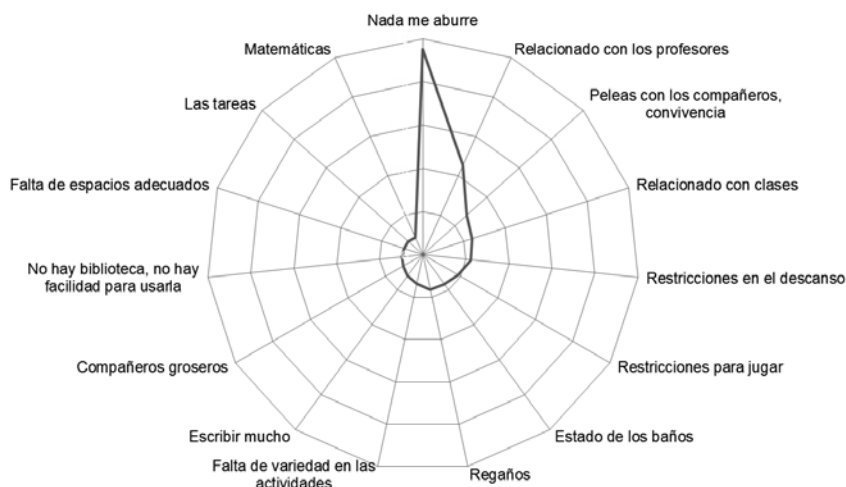 Nada me aburre
Relacionado con los profesores
Peleas con los compañeros,
convivencia
Relacionado con clases
Restricciones en el descanso
Restricciones para jugar
Estado de los baños
Regaños
Falta de variedad en las
actividades
Escribir mucho
Compañeros groseros
No hay biblioteca, no hay
facilidad para usarla
Falta de espacios adecuados
Las tareas
Matemáticas